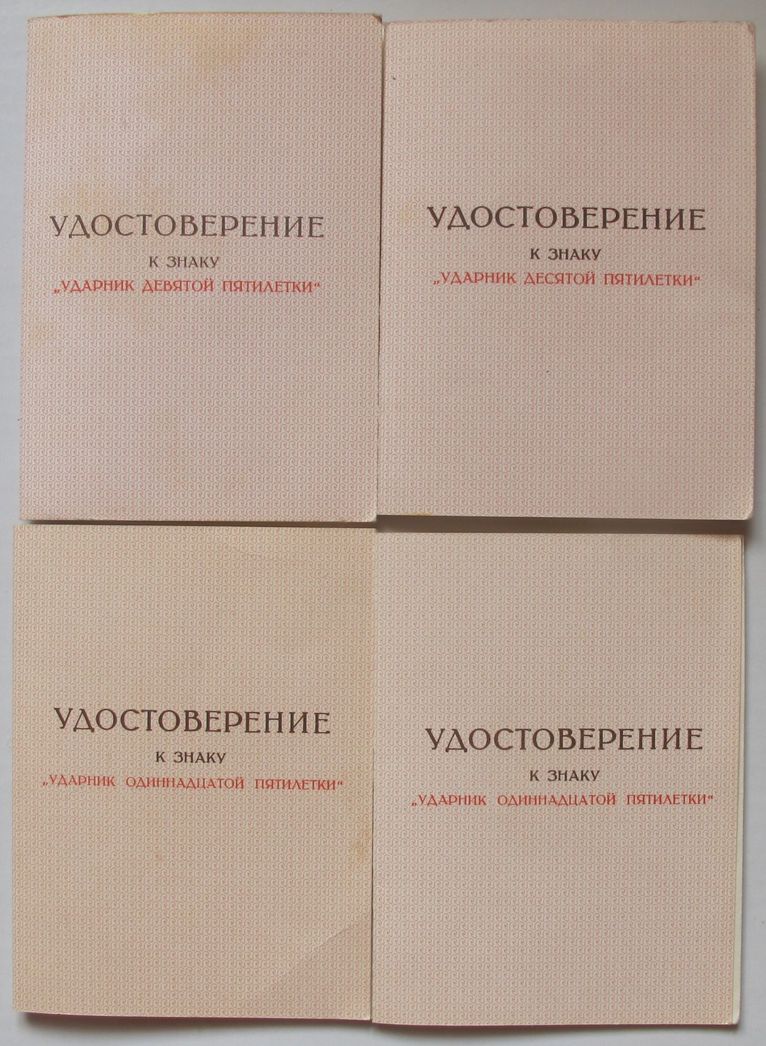 УДОСТОВЕРЕНИЕ
К ЗНАКУ
„УДАРНИК ДЕВЯТОЙ ПЯТИЛЕТКИ“
УДОСТОВЕРЕНИЕ
К ЗНАКУ
„УДАРНИК ДЕСЯТОЙ ПЯТИЛЕТКИ“
УДОСТОВЕРЕНИЕ
К ЗНАКУ
„УДАРНИК ОДИННАДЦАТОЙ ПЯТИЛЕТКИ“
УДОСТОВЕРЕНИЕ
К ЗНАКУ
„УДАРНИК ОДИННАДЦАТОЙ ПЯТИЛЕТКИ“